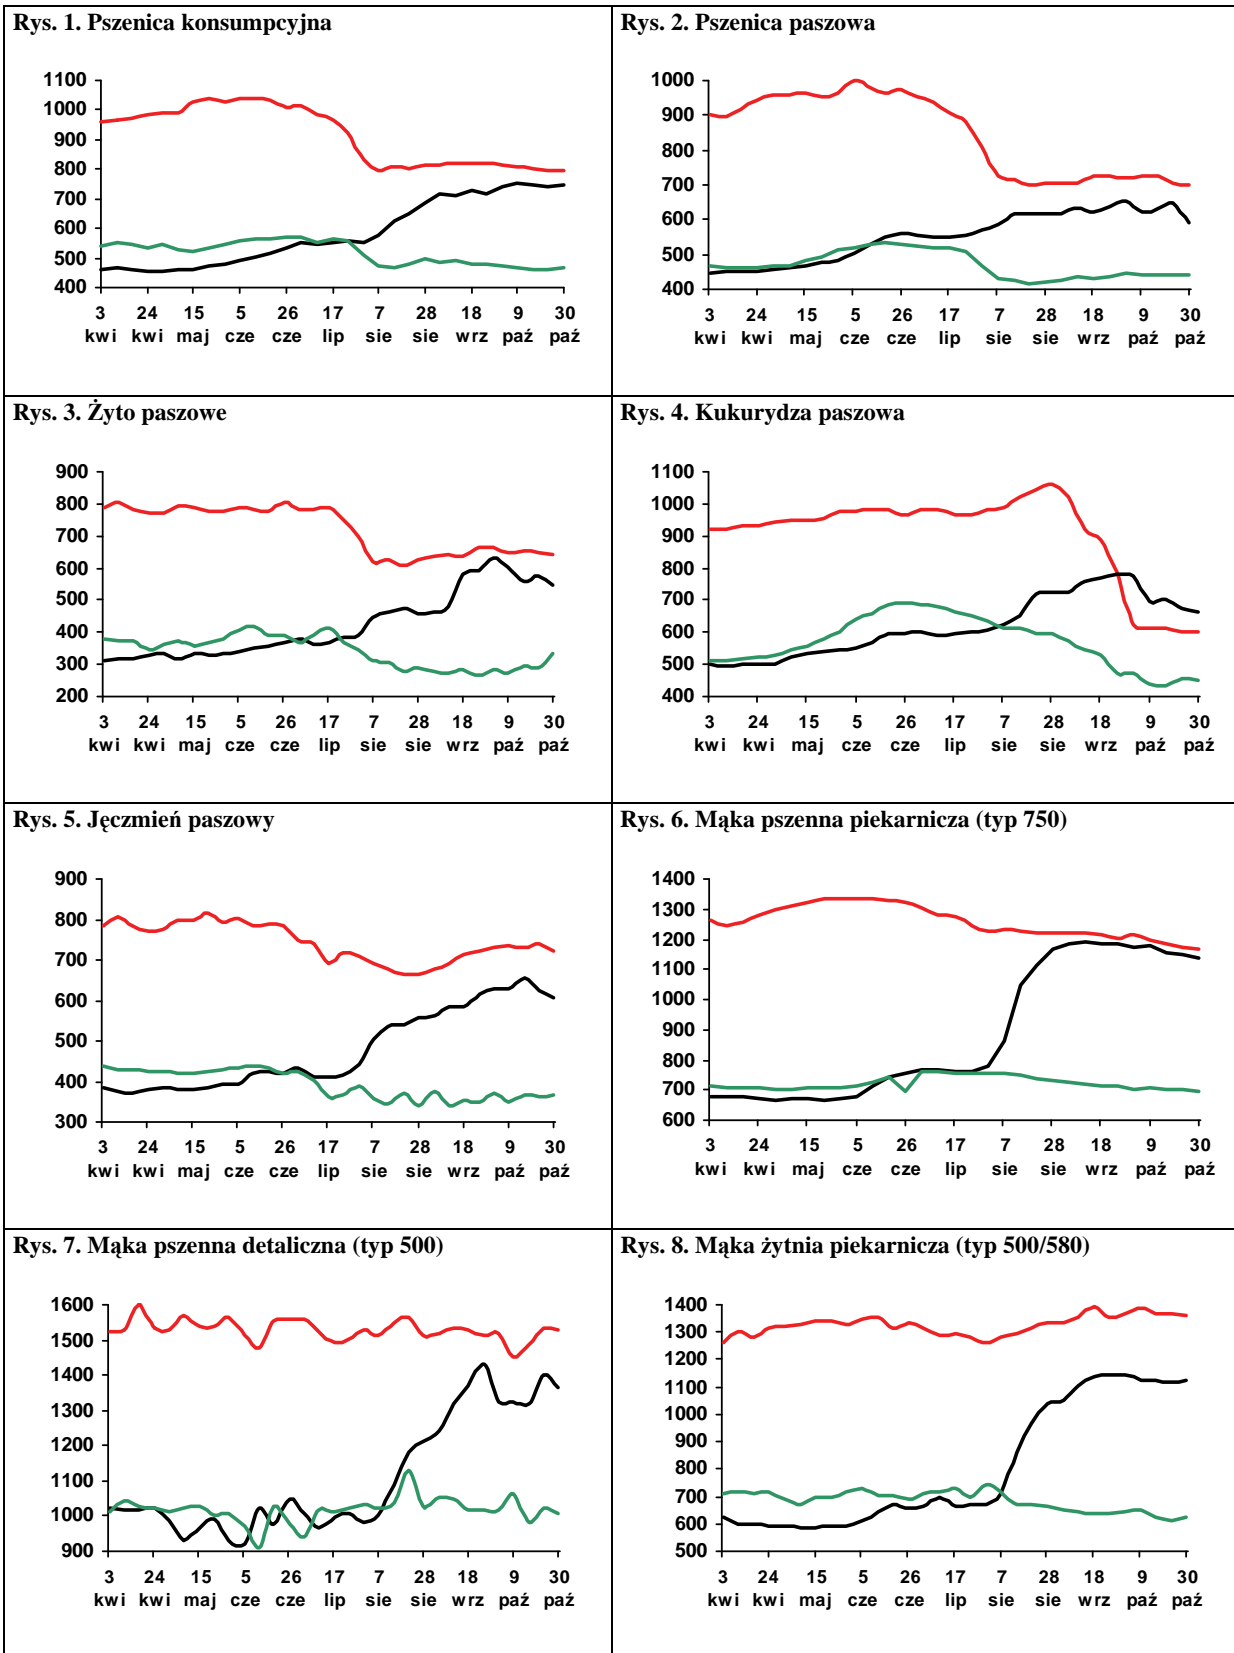 Rys. 1. Pszenica konsumpcyjna
1100
1000
900
800
700
600
500
400
3 24 15 5 26 17 7 28 18 9 30
kwi kwi maj cze cze lip sie sie wrz paź paź
Rys. 2. Pszenica paszowa
1000
900
800
700
600
500
400
3 24 15 5 26 17 7 28 18 9 30
kwi kwi maj cze cze lip sie sie wrz paź paź
Rys. 3. Żyto paszowe
900
800
700
600
500
400
300
200
3 24 15 5 26 17 7 28 18 9 30
kwi kwi maj cze cze lip sie sie wrz paź paź
Rys. 4. Kukurydza paszowa
1100
1000
900
800
700
600
500
400
3 24 15 5 26 17 7 28 18 9 30
kwi kwi maj cze cze lip sie sie wrz paź paź
Rys. 5. Jęczmień paszowy
900
800
700
600
500
400
300
3 24 15 5 26 17 7 28 18 9 30
kwi kwi maj cze cze lip sie sie wrz paź paź
Rys. 6. Mąka pszenna piekarnicza (typ 750)
1400
1300
1200
1100
1000
900
800
700
600
3 24 15 5 26 17 7 28 18 9 30
kwi kwi maj cze cze lip sie sie wrz paź paź
Rys. 7. Mąka pszenna detaliczna (typ 500)
1600
1500
1400
1300
1200
1100
1000
900
3 24 15 5 26 17 7 28 18 9 30
kwi kwi maj cze cze lip sie sie wrz paź paź
Rys. 8. Mąka żytnia piekarnicza (typ 500/580)
1400
1300
1200
1100
1000
900
800
700
600
500
3 24 15 5 26 17 7 28 18 9 30
kwi kwi maj cze cze lip sie sie wrz paź paź